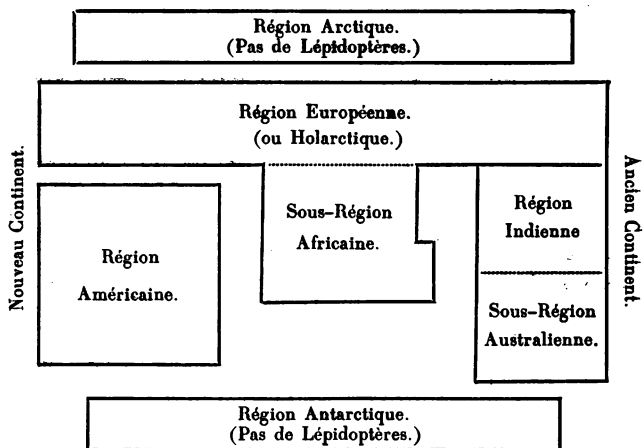 Région Arctique.
(Pas de Lépidoptères.)
Région Européenne.
(ou Holarctique.)
Nouveau Continent.
Région
Américaine.
Sous-Région
Africaine.
Région
Indienne
Sous-Région
Australienne.
Ancien Continent.
Région Antarctique.
(Pas de Lépidoptères.)